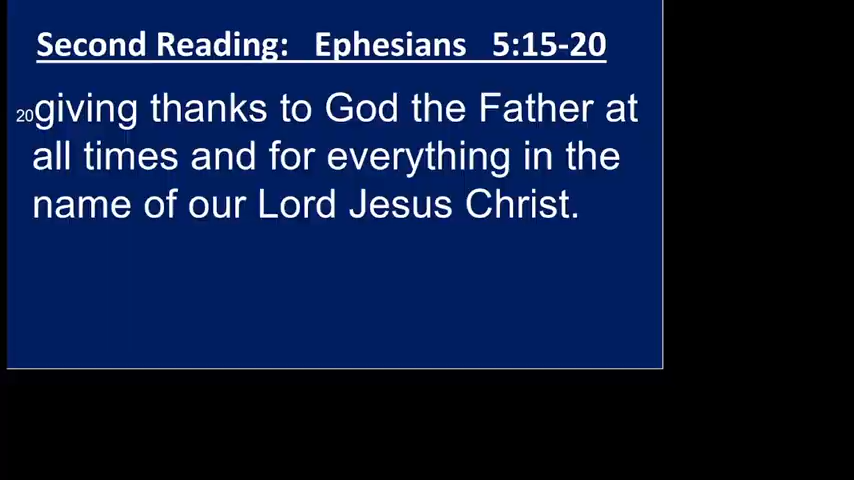 Second Reading: Ephesians 5:15-20
20giving thanks to God the Father at
all times and for everything in the
name of our Lord Jesus Christ.